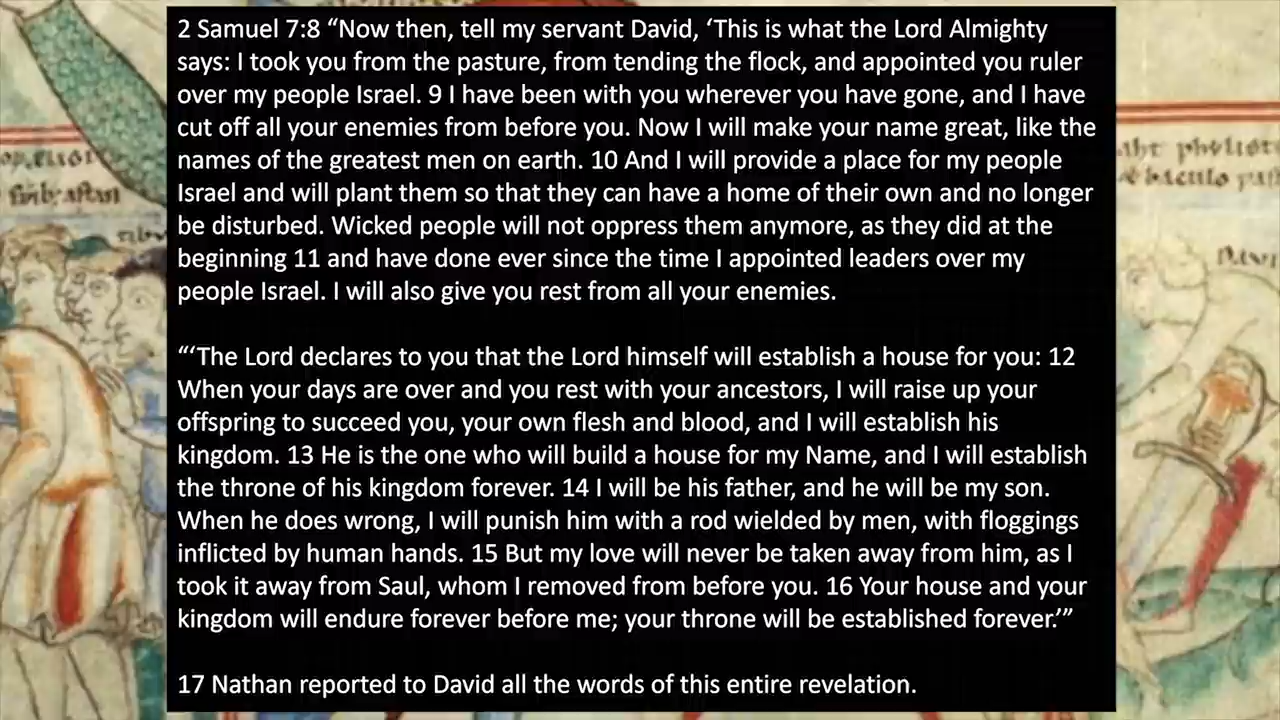 2 Samuel 7:8 “Now then, tell my servant David, ‘This is what the Lord Almighty
says: I took you from the pasture, from tending the flock, and appointed you ruler
over my people Israel. 9 I have been with you wherever you have gone, and I have
cut off all your enemies from before you. Now I will make your name great, like the
names of the greatest men on earth. 10 And I will provide a place for my people
Israel and will plant them so that they can have a home of their own and no longer
be disturbed. Wicked people will not oppress them anymore, as they did at the
beginning 11 and have done ever since the time I appointed leaders over my
people Israel. I will also give you rest from all your enemies.
“‘The Lord declares to you that the Lord himself will establish a house for you: 12
When your days are over and you rest with your ancestors, I will raise up your
offspring to succeed you, your own flesh and blood, and I will establish his
kingdom. 13 He is the one who will build a house for my Name, and I will establish
the throne of his kingdom forever. 14 I will be his father, and he will be my son.
When he does wrong, I will punish him with a rod wielded by men, with floggings
inflicted by human hands. 15 But my love will never be taken away from him, as I
took it away from Saul, whom I removed from before you. 16 Your house and your
kingdom will endure forever before me; your throne will be established forever.’”
17 Nathan reported to David all the words of this entire revelation.